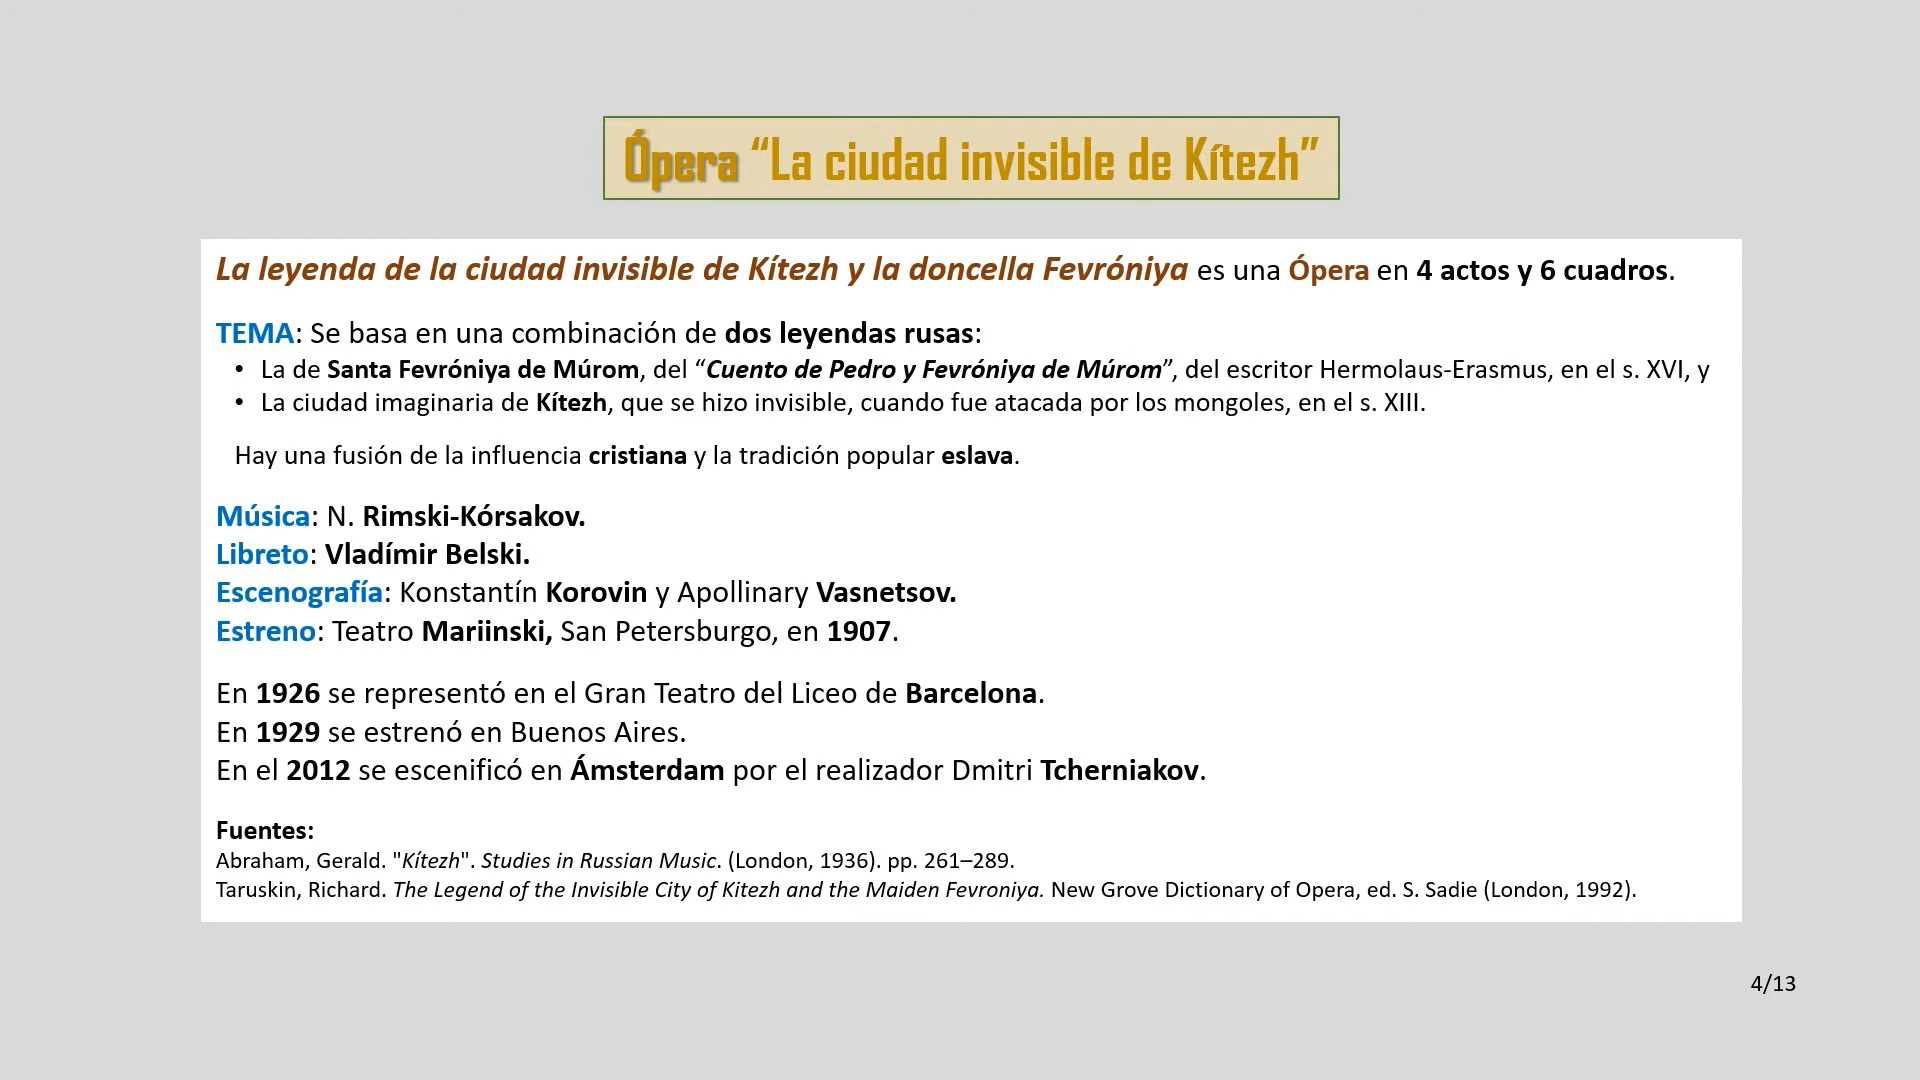 Ópera “La ciudad invisible de Kítezh”
La leyenda de la ciudad invisible de Kítezh y la doncella Fevróniya es una Ópera en 4 actos y 6 cuadros.
TEMA: Se basa en una combinación de dos leyendas rusas:
• La de Santa Fevróniya de Múrom, del “Cuento de Pedro y Fevróniya de Múrom”, del escritor Hermolaus-Erasmus, en el s. XVI, y
• La ciudad imaginaria de Kítezh, que se hizo invisible, cuando fue atacada por los mongoles, en el s. XIII.
Hay una fusión de la influencia cristiana y la tradición popular eslava.
Música: N. Rimski-Kórsakov.
Libreto: Vladímir Belski.
Escenografía: Konstantín Korovin y Apollinary Vasnetsov.
Estreno: Teatro Mariinski, San Petersburgo, en 1907.
En 1926 se representó en el Gran Teatro del Liceo de Barcelona.
En 1929 se estrenó en Buenos Aires.
En el 2012 se escenificó en Ámsterdam por el realizador Dmitri Tcherniakov.
Fuentes:
Abraham, Gerald. "Kítezh". Studies in Russian Music. (London, 1936). pp. 261–289.
Taruskin, Richard. The Legend of the Invisible City of Kitezh and the Maiden Fevroniya. New Grove Dictionary of Opera, ed. S. Sadie (London, 1992).
4/13